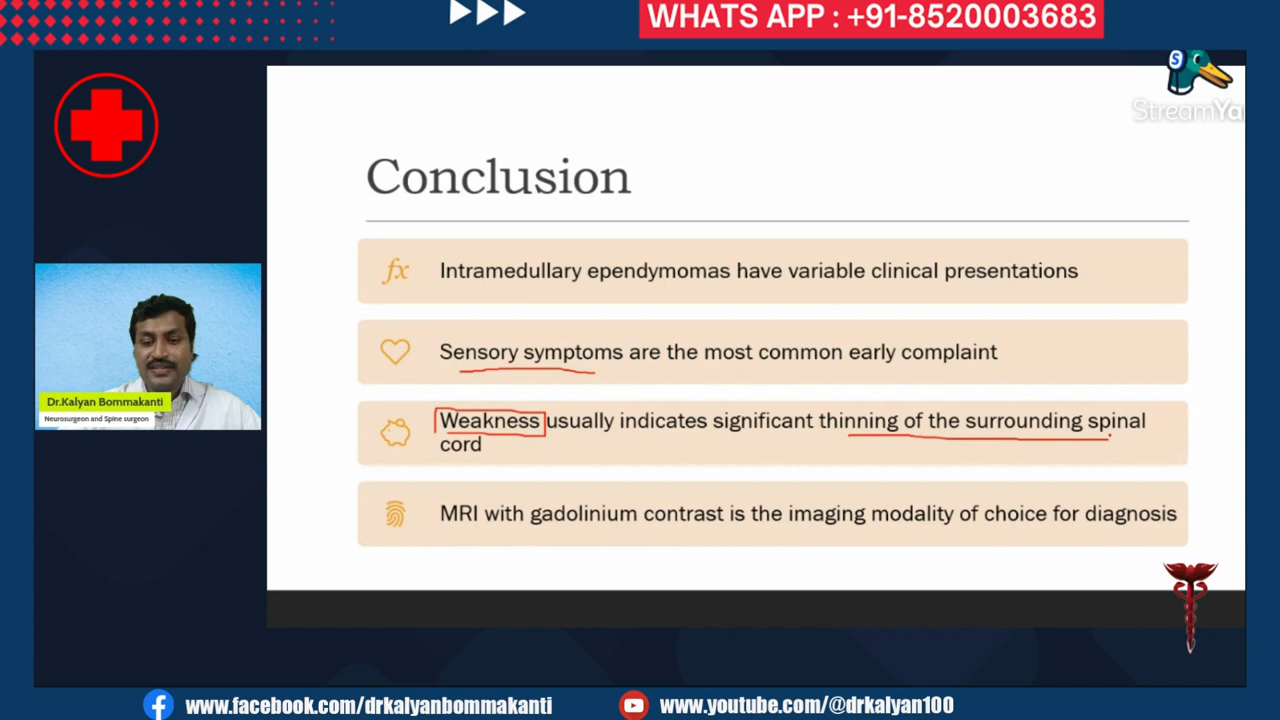 WHATS APP : +91-8520003683
StreamYa
Conclusion
fx
Intramedullary ependymomas have variable clinical presentations
Sensory symptoms are the most common early complaint
Weakness usually indicates significant thinning of the surrounding spinal
cord
MRI with gadolinium contrast is the imaging modality of choice for diagnosis
Dr.Kalyan Bommakanti
Neurosurgeon and Spine surgeon
www.facebook.com/drkalyanbommakanti
www.youtube.com/@drkalyan100